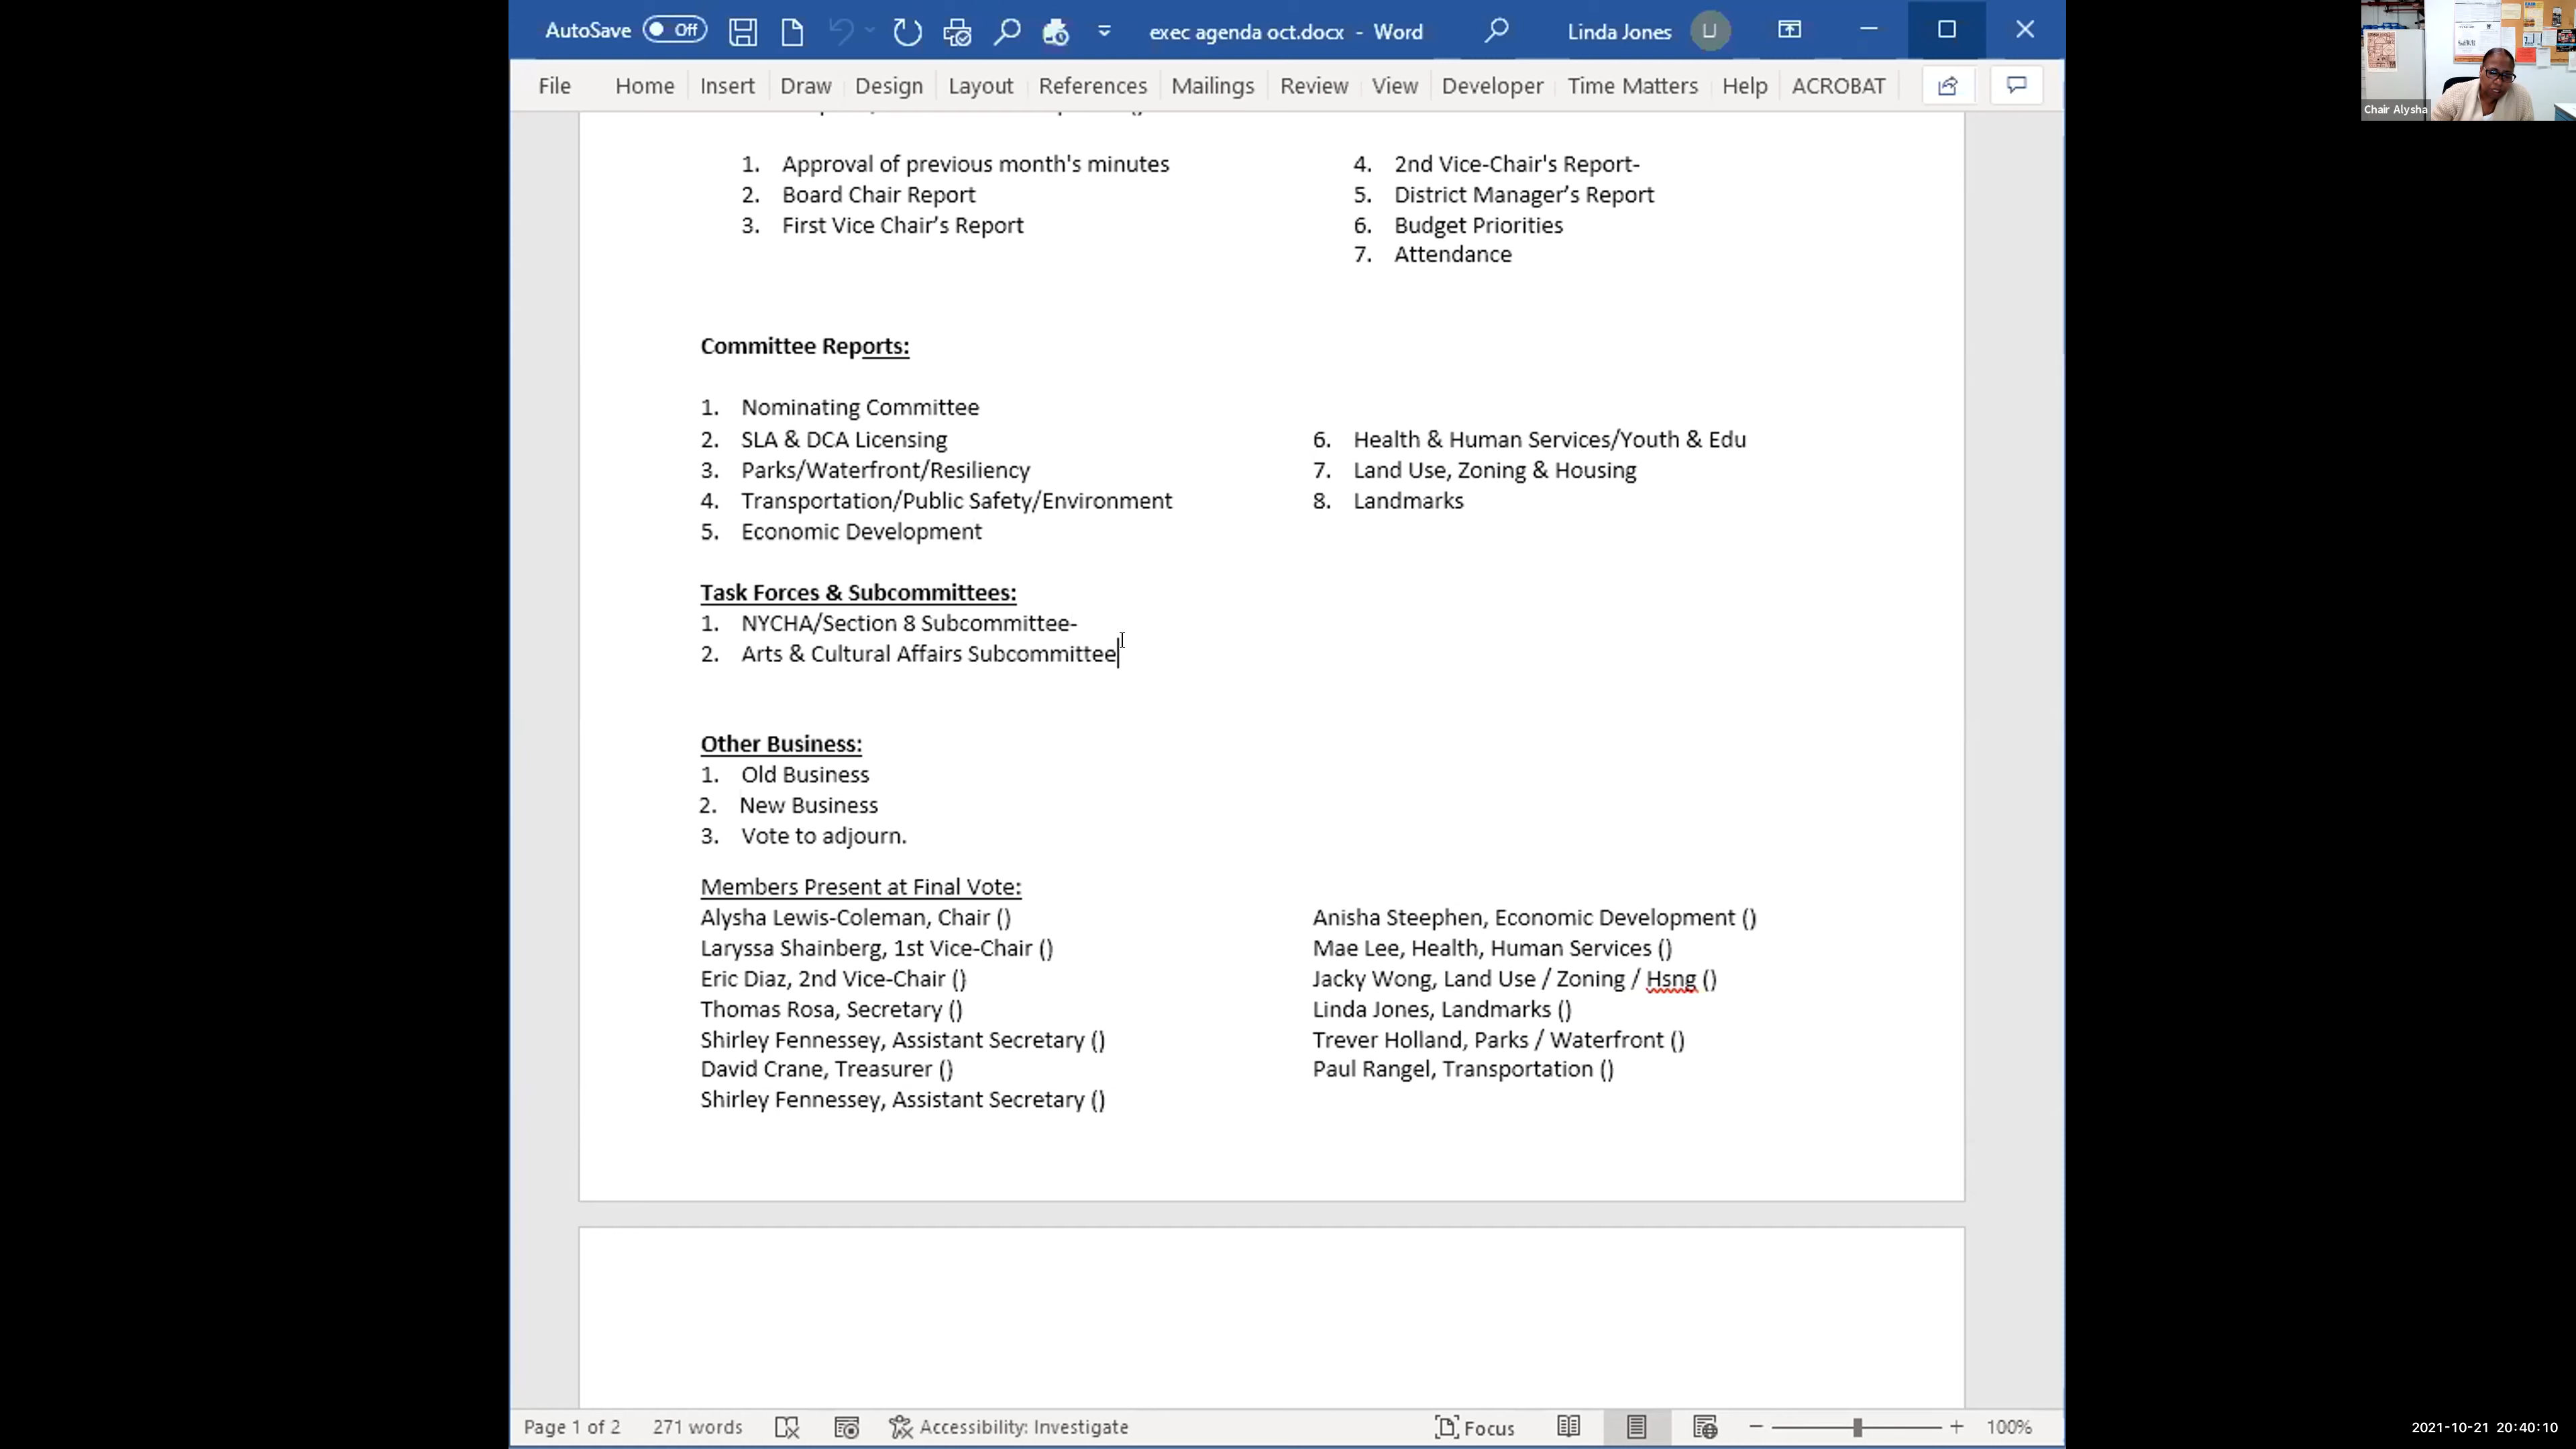 AutoSave Off exec agenda oct.docx - Word Linda Jones LJ
File Home Insert Draw Design Layout References Mailings Review View Developer Time Matters Help ACROBAT
Chair Alysha
1. Approval of previous month's minutes
2. Board Chair Report
3. First Vice Chair’s Report
4. 2nd Vice-Chair's Report-
5. District Manager’s Report
6. Budget Priorities
7. Attendance
Committee Reports:
1. Nominating Committee
2. SLA & DCA Licensing
3. Parks/Waterfront/Resiliency
4. Transportation/Public Safety/Environment
5. Economic Development
6. Health & Human Services/Youth & Edu
7. Land Use, Zoning & Housing
8. Landmarks
Task Forces & Subcommittees:
1. NYCHA/Section 8 Subcommittee-
2. Arts & Cultural Affairs Subcommittee
Other Business:
1. Old Business
2. New Business
3. Vote to adjourn.
Members Present at Final Vote:
Alysha Lewis-Coleman, Chair ()
Laryssa Shainberg, 1st Vice-Chair ()
Eric Diaz, 2nd Vice-Chair ()
Thomas Rosa, Secretary ()
Shirley Fennessey, Assistant Secretary ()
David Crane, Treasurer ()
Shirley Fennessey, Assistant Secretary ()
Anisha Steephen, Economic Development ()
Mae Lee, Health, Human Services ()
Jacky Wong, Land Use / Zoning / Hsng ()
Linda Jones, Landmarks ()
Trever Holland, Parks / Waterfront ()
Paul Rangel, Transportation ()
Page 1 of 2 271 words Accessibility: Investigate Focus 100%
2021-10-21 20:40:10